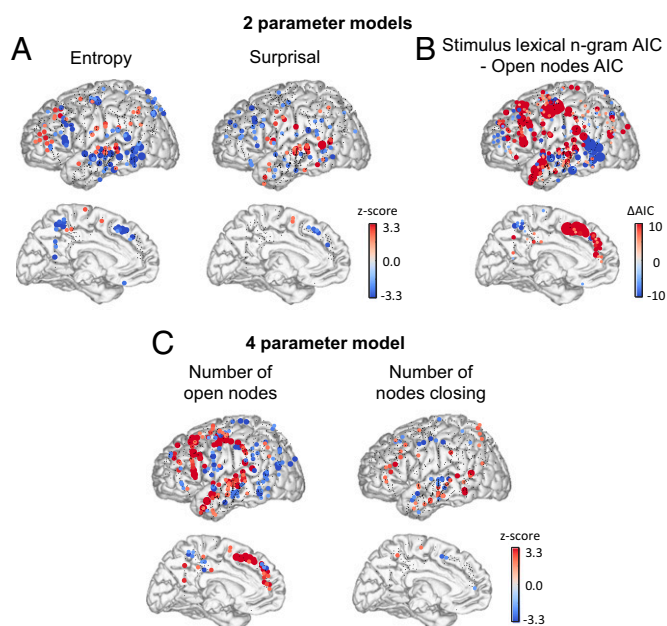 2 parameter models
A
Entropy
Surprisal
z-score
3.3
0.0
-3.3
B
Stimulus lexical n-gram AIC
- Open nodes AIC
ΔAIC
10
0
-10
C
4 parameter model
Number of
open nodes
Number of
nodes closing
z-score
3.3
0.0
-3.3